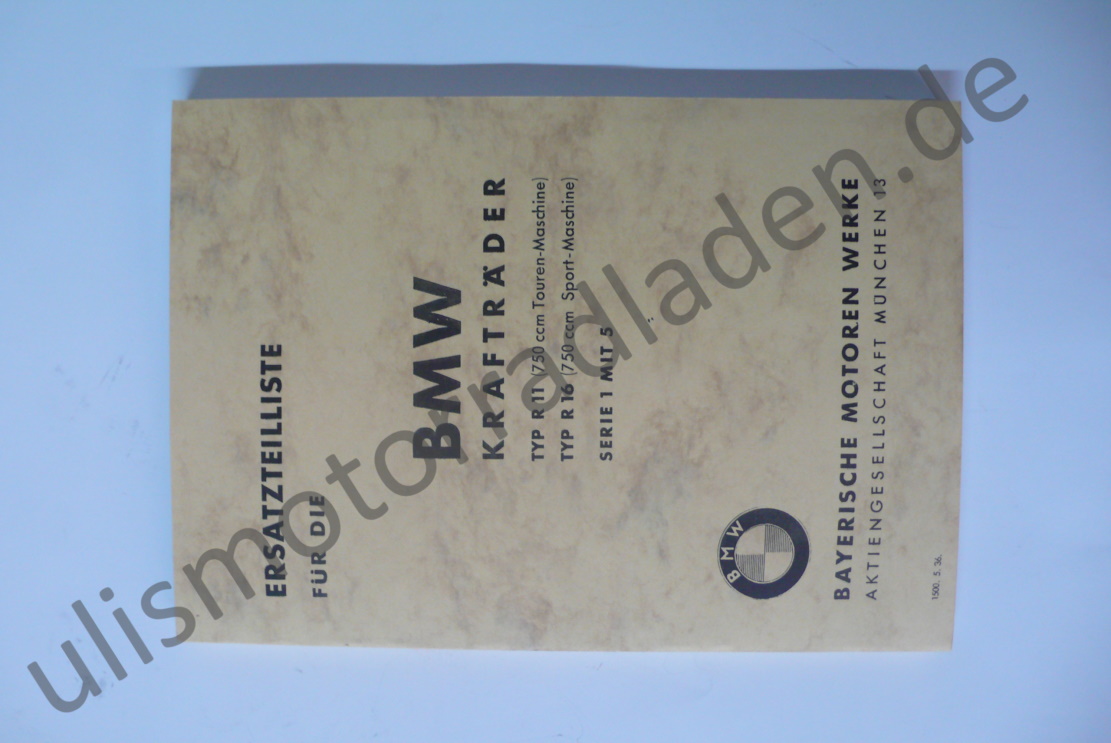 ERSATZTEILLISTE
FÜR DIE
BMW
KRAFTRÄDER
TYP R 11 (750 ccm Touren-Maschine)
TYP R 16 (750 ccm Sport-Maschine)
SERIE 1 MIT 5
BMW
BAYERISCHE MOTOREN WERKE
AKTIENGESELLSCHAFT MÜNCHEN 13
1500. 5. 36.
ulismotorradladen.de